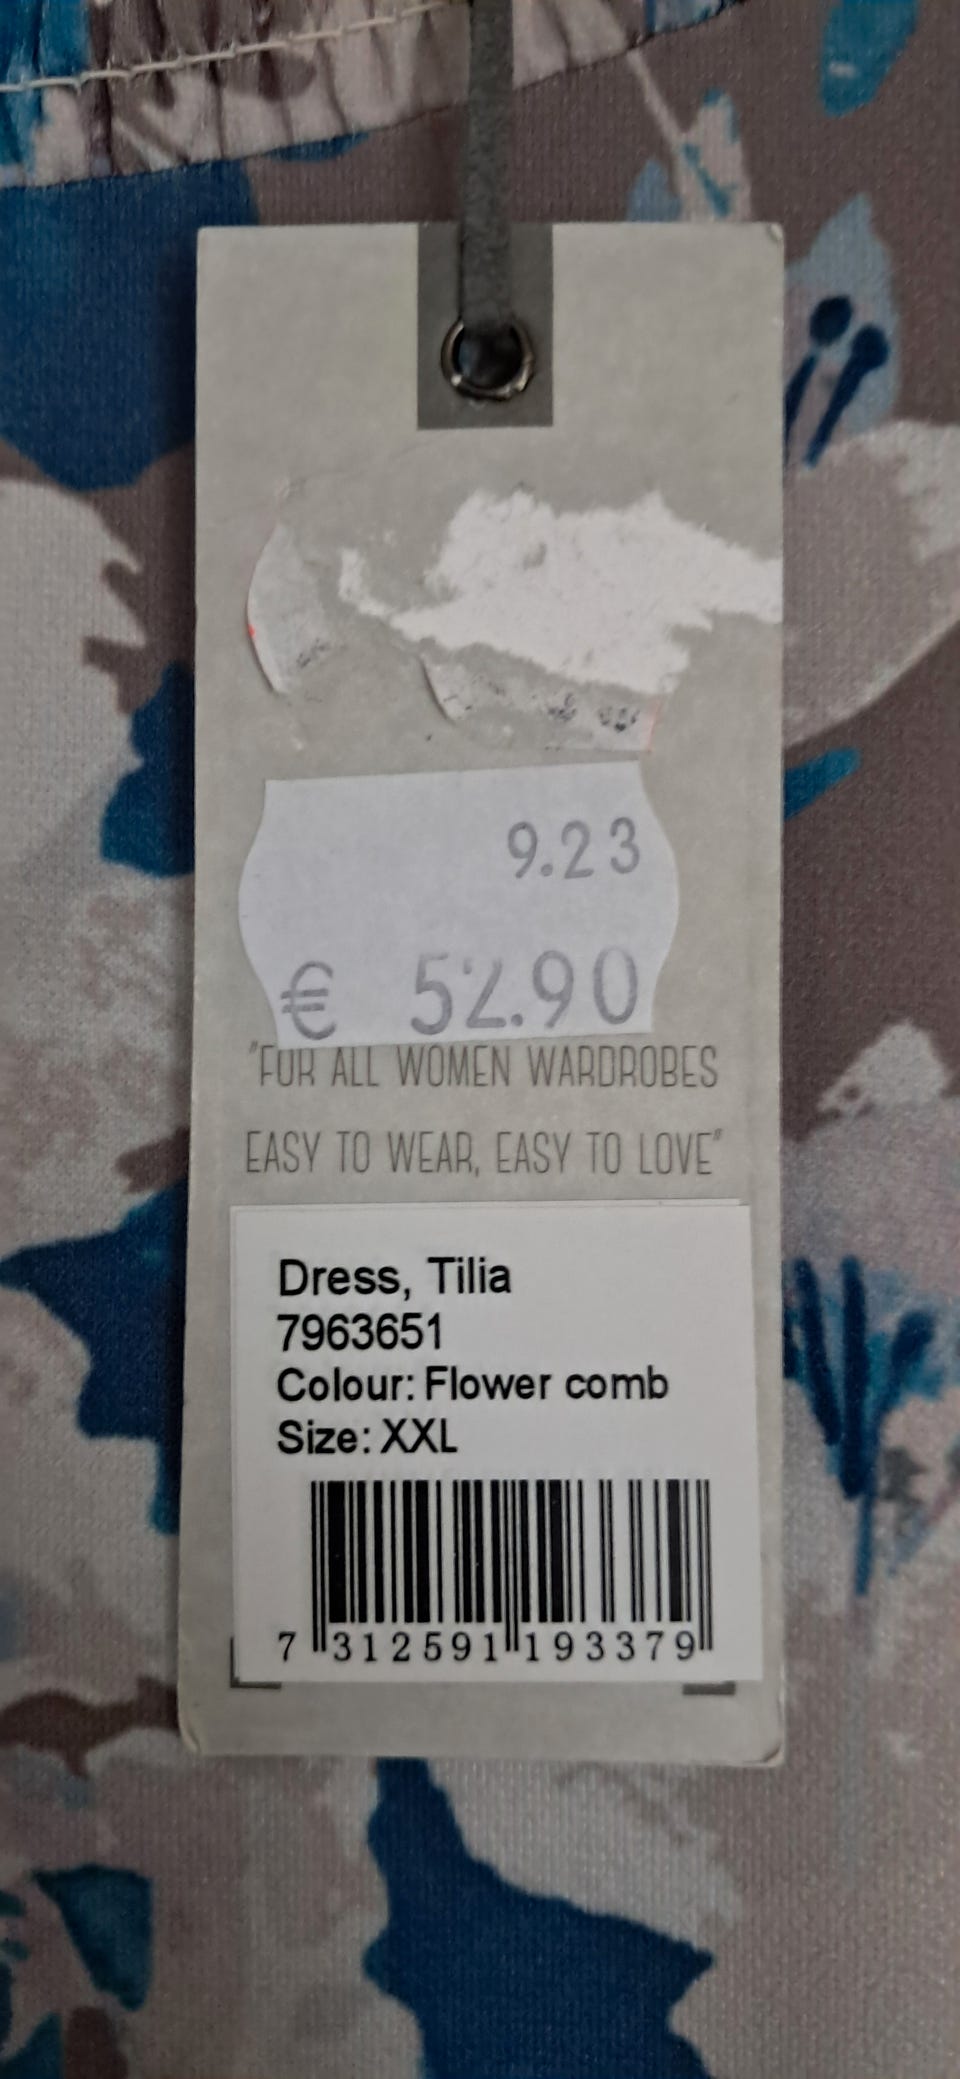 9.23
€ 52.90
"FOR ALL WOMEN WARDROBES
EASY TO WEAR, EASY TO LOVE"
Dress, Tilia
7963651
Colour: Flower comb
Size: XXL
7 312591 193379